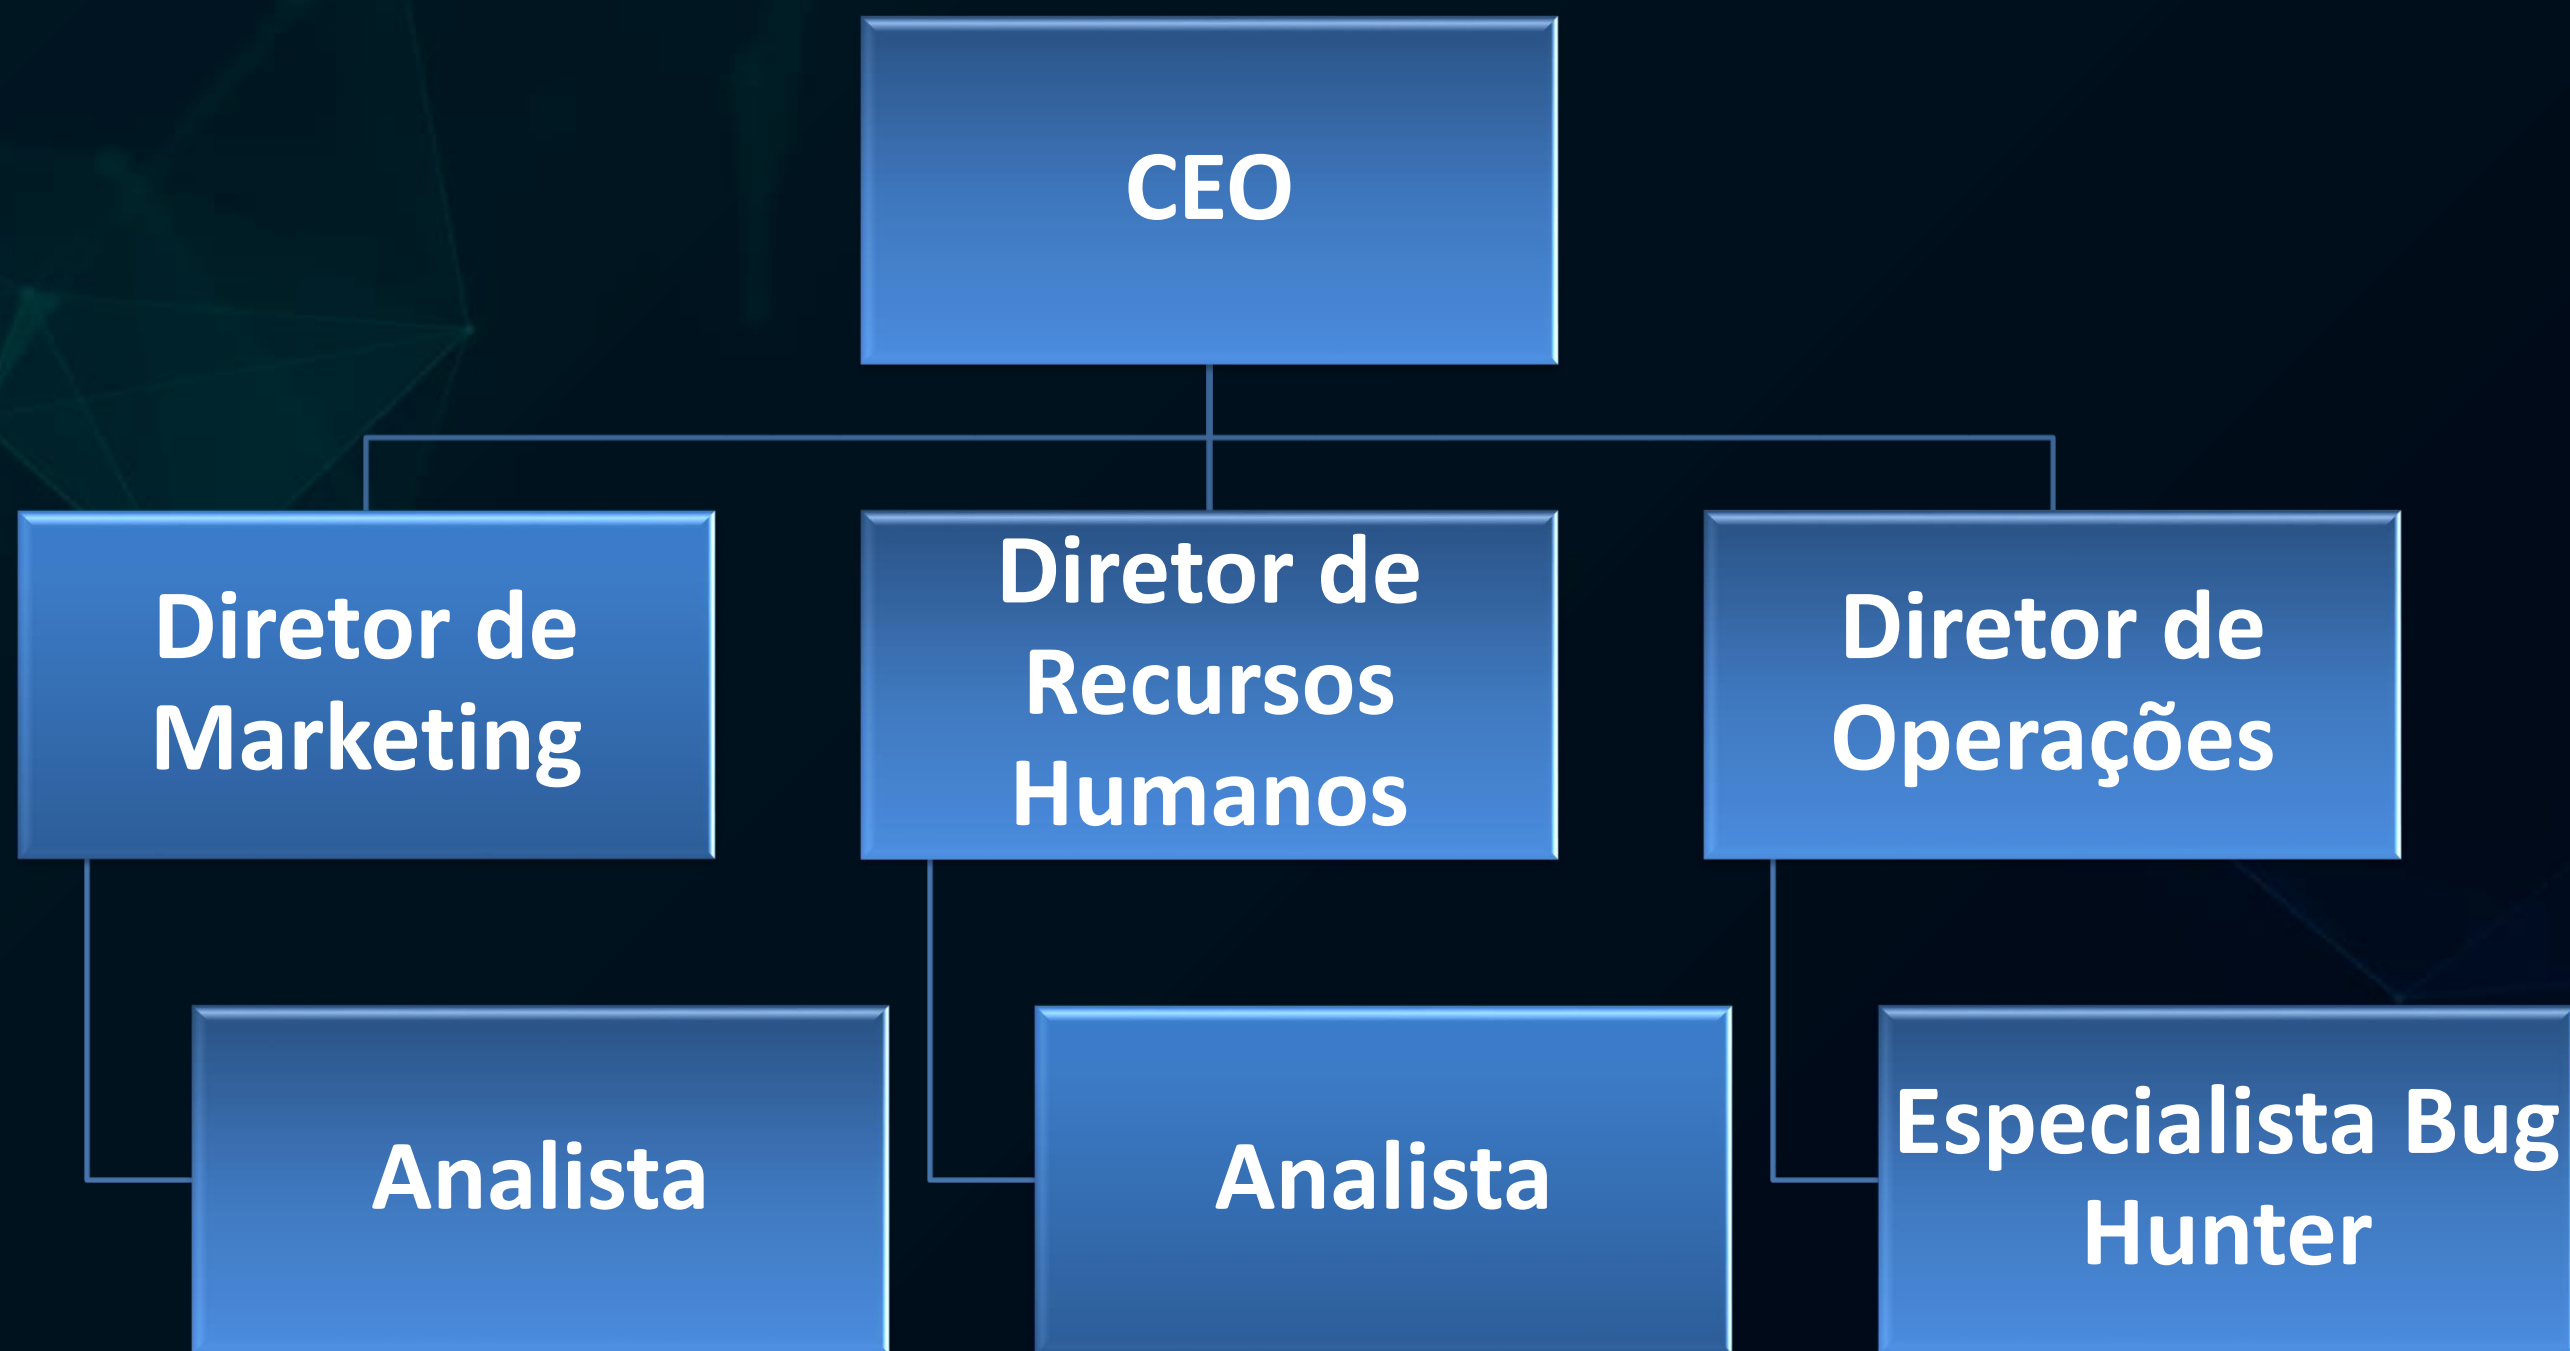 CEO
Diretor de
Marketing
Diretor de
Recursos
Humanos
Diretor de
Operações
Analista
Analista
Especialista Bug
Hunter